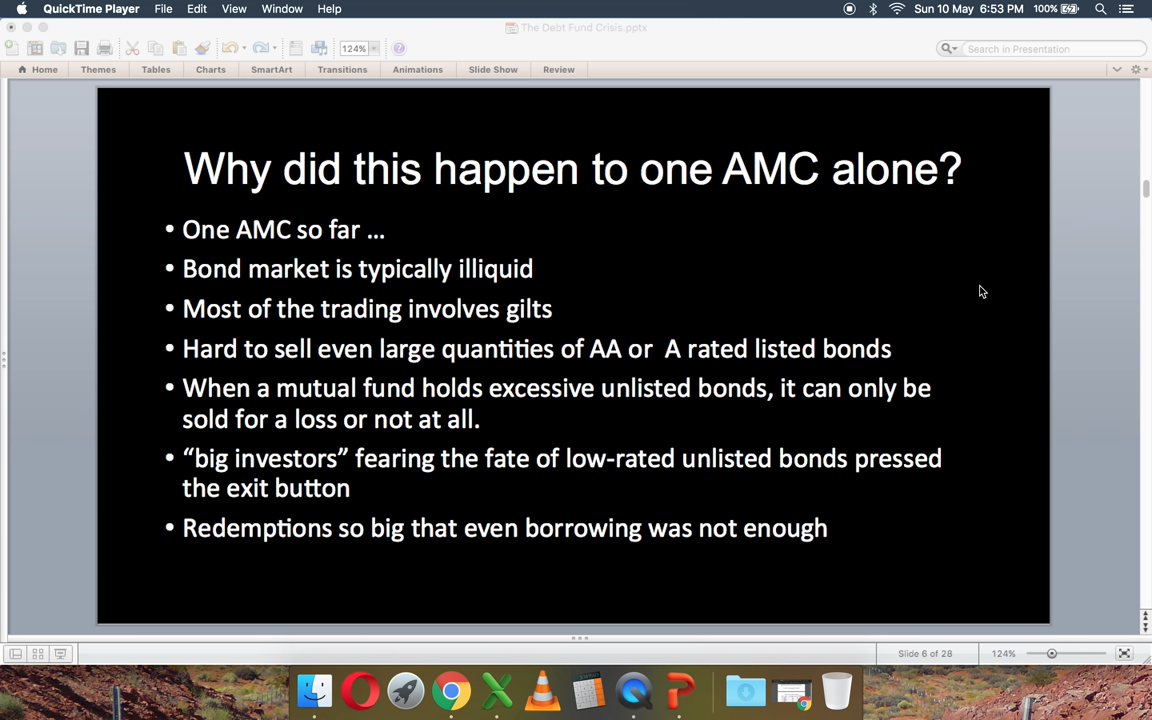 QuickTime Player File Edit View Window Help Sun 10 May 6:53 PM 100%
The Debt Fund Crisis.pptx
124% Search in Presentation
Home Themes Tables Charts SmartArt Transitions Animations Slide Show Review
Why did this happen to one AMC alone?
• One AMC so far ...
• Bond market is typically illiquid
• Most of the trading involves gilts
• Hard to sell even large quantities of AA or A rated listed bonds
• When a mutual fund holds excessive unlisted bonds, it can only be
sold for a loss or not at all.
• “big investors” fearing the fate of low-rated unlisted bonds pressed
the exit button
• Redemptions so big that even borrowing was not enough
Slide 6 of 28 124%